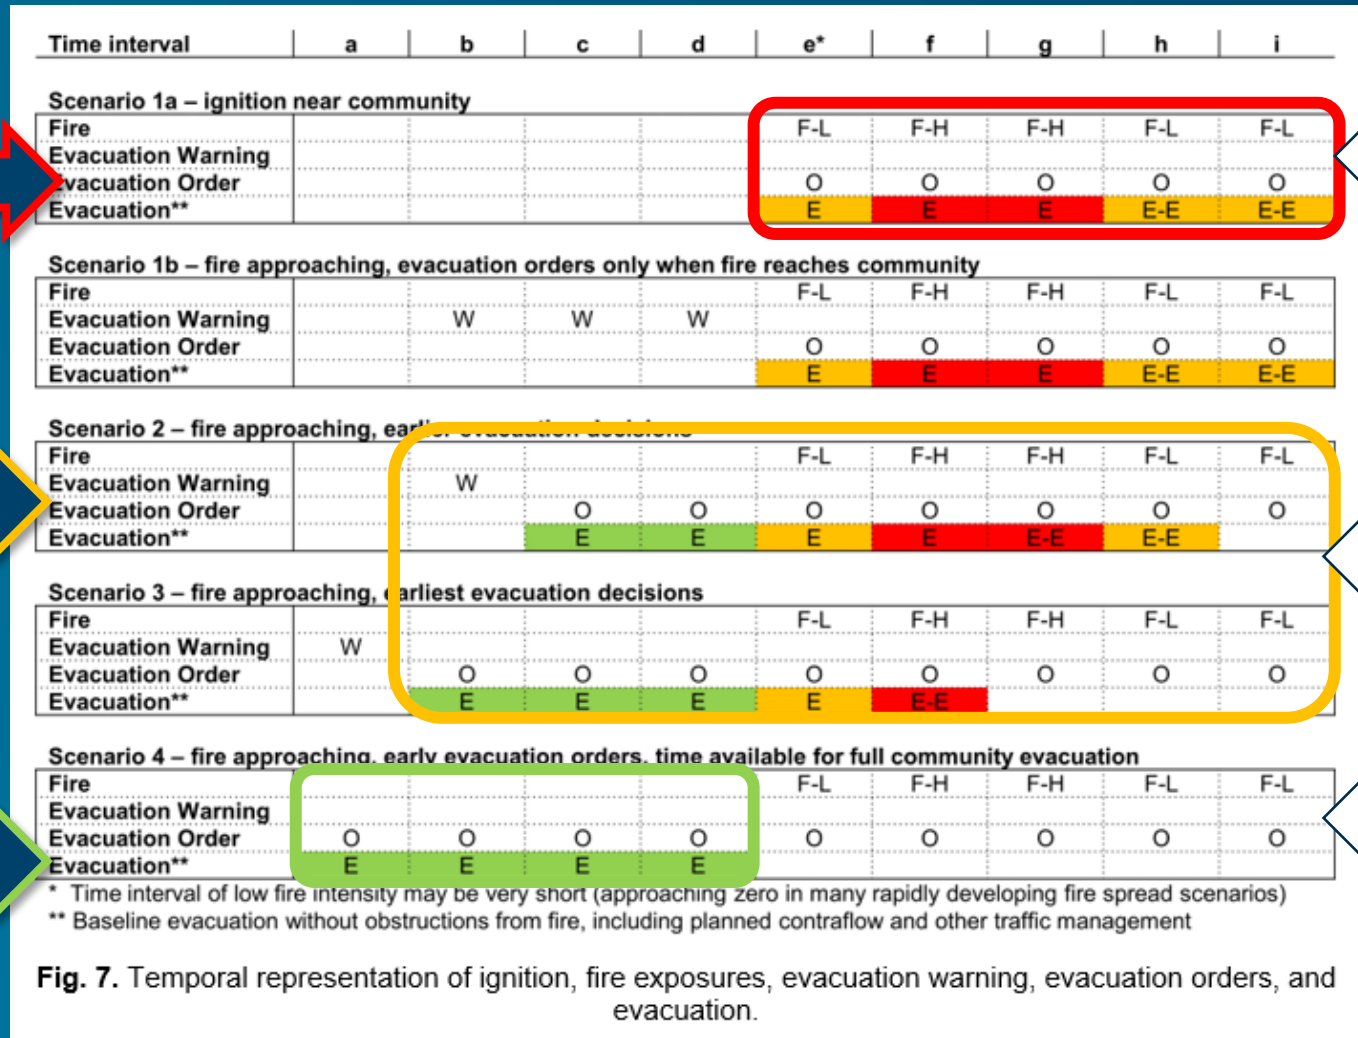 Time interval a b c d e* f g h i
Scenario 1a – ignition near community
Fire F-L F-H F-H F-L F-L
Evacuation Warning
Evacuation Order O O O O O
Evacuation** E E E E-E E-E
Scenario 1b – fire approaching, evacuation orders only when fire reaches community
Fire F-L F-H F-H F-L F-L
Evacuation Warning W W W
Evacuation Order O O O O O
Evacuation** E E E E-E E-E
Scenario 2 – fire approaching, earlier evacuation decisions
Fire F-L F-H F-H F-L F-L
Evacuation Warning W
Evacuation Order O O O O O O O
Evacuation** E E E E E-E E-E
Scenario 3 – fire approaching, earliest evacuation decisions
Fire F-L F-H F-H F-L F-L
Evacuation Warning W
Evacuation Order O O O O O O O O
Evacuation** E E E E E-E
Scenario 4 – fire approaching, early evacuation orders, time available for full community evacuation
Fire F-L F-H F-H F-L F-L
Evacuation Warning
Evacuation Order O O O O O O O O O
Evacuation** E E E E
* Time interval of low fire intensity may be very short (approaching zero in many rapidly developing fire spread scenarios)
** Baseline evacuation without obstructions from fire, including planned contraflow and other traffic management
Fig. 7. Temporal representation of ignition, fire exposures, evacuation warning, evacuation orders, and
evacuation.